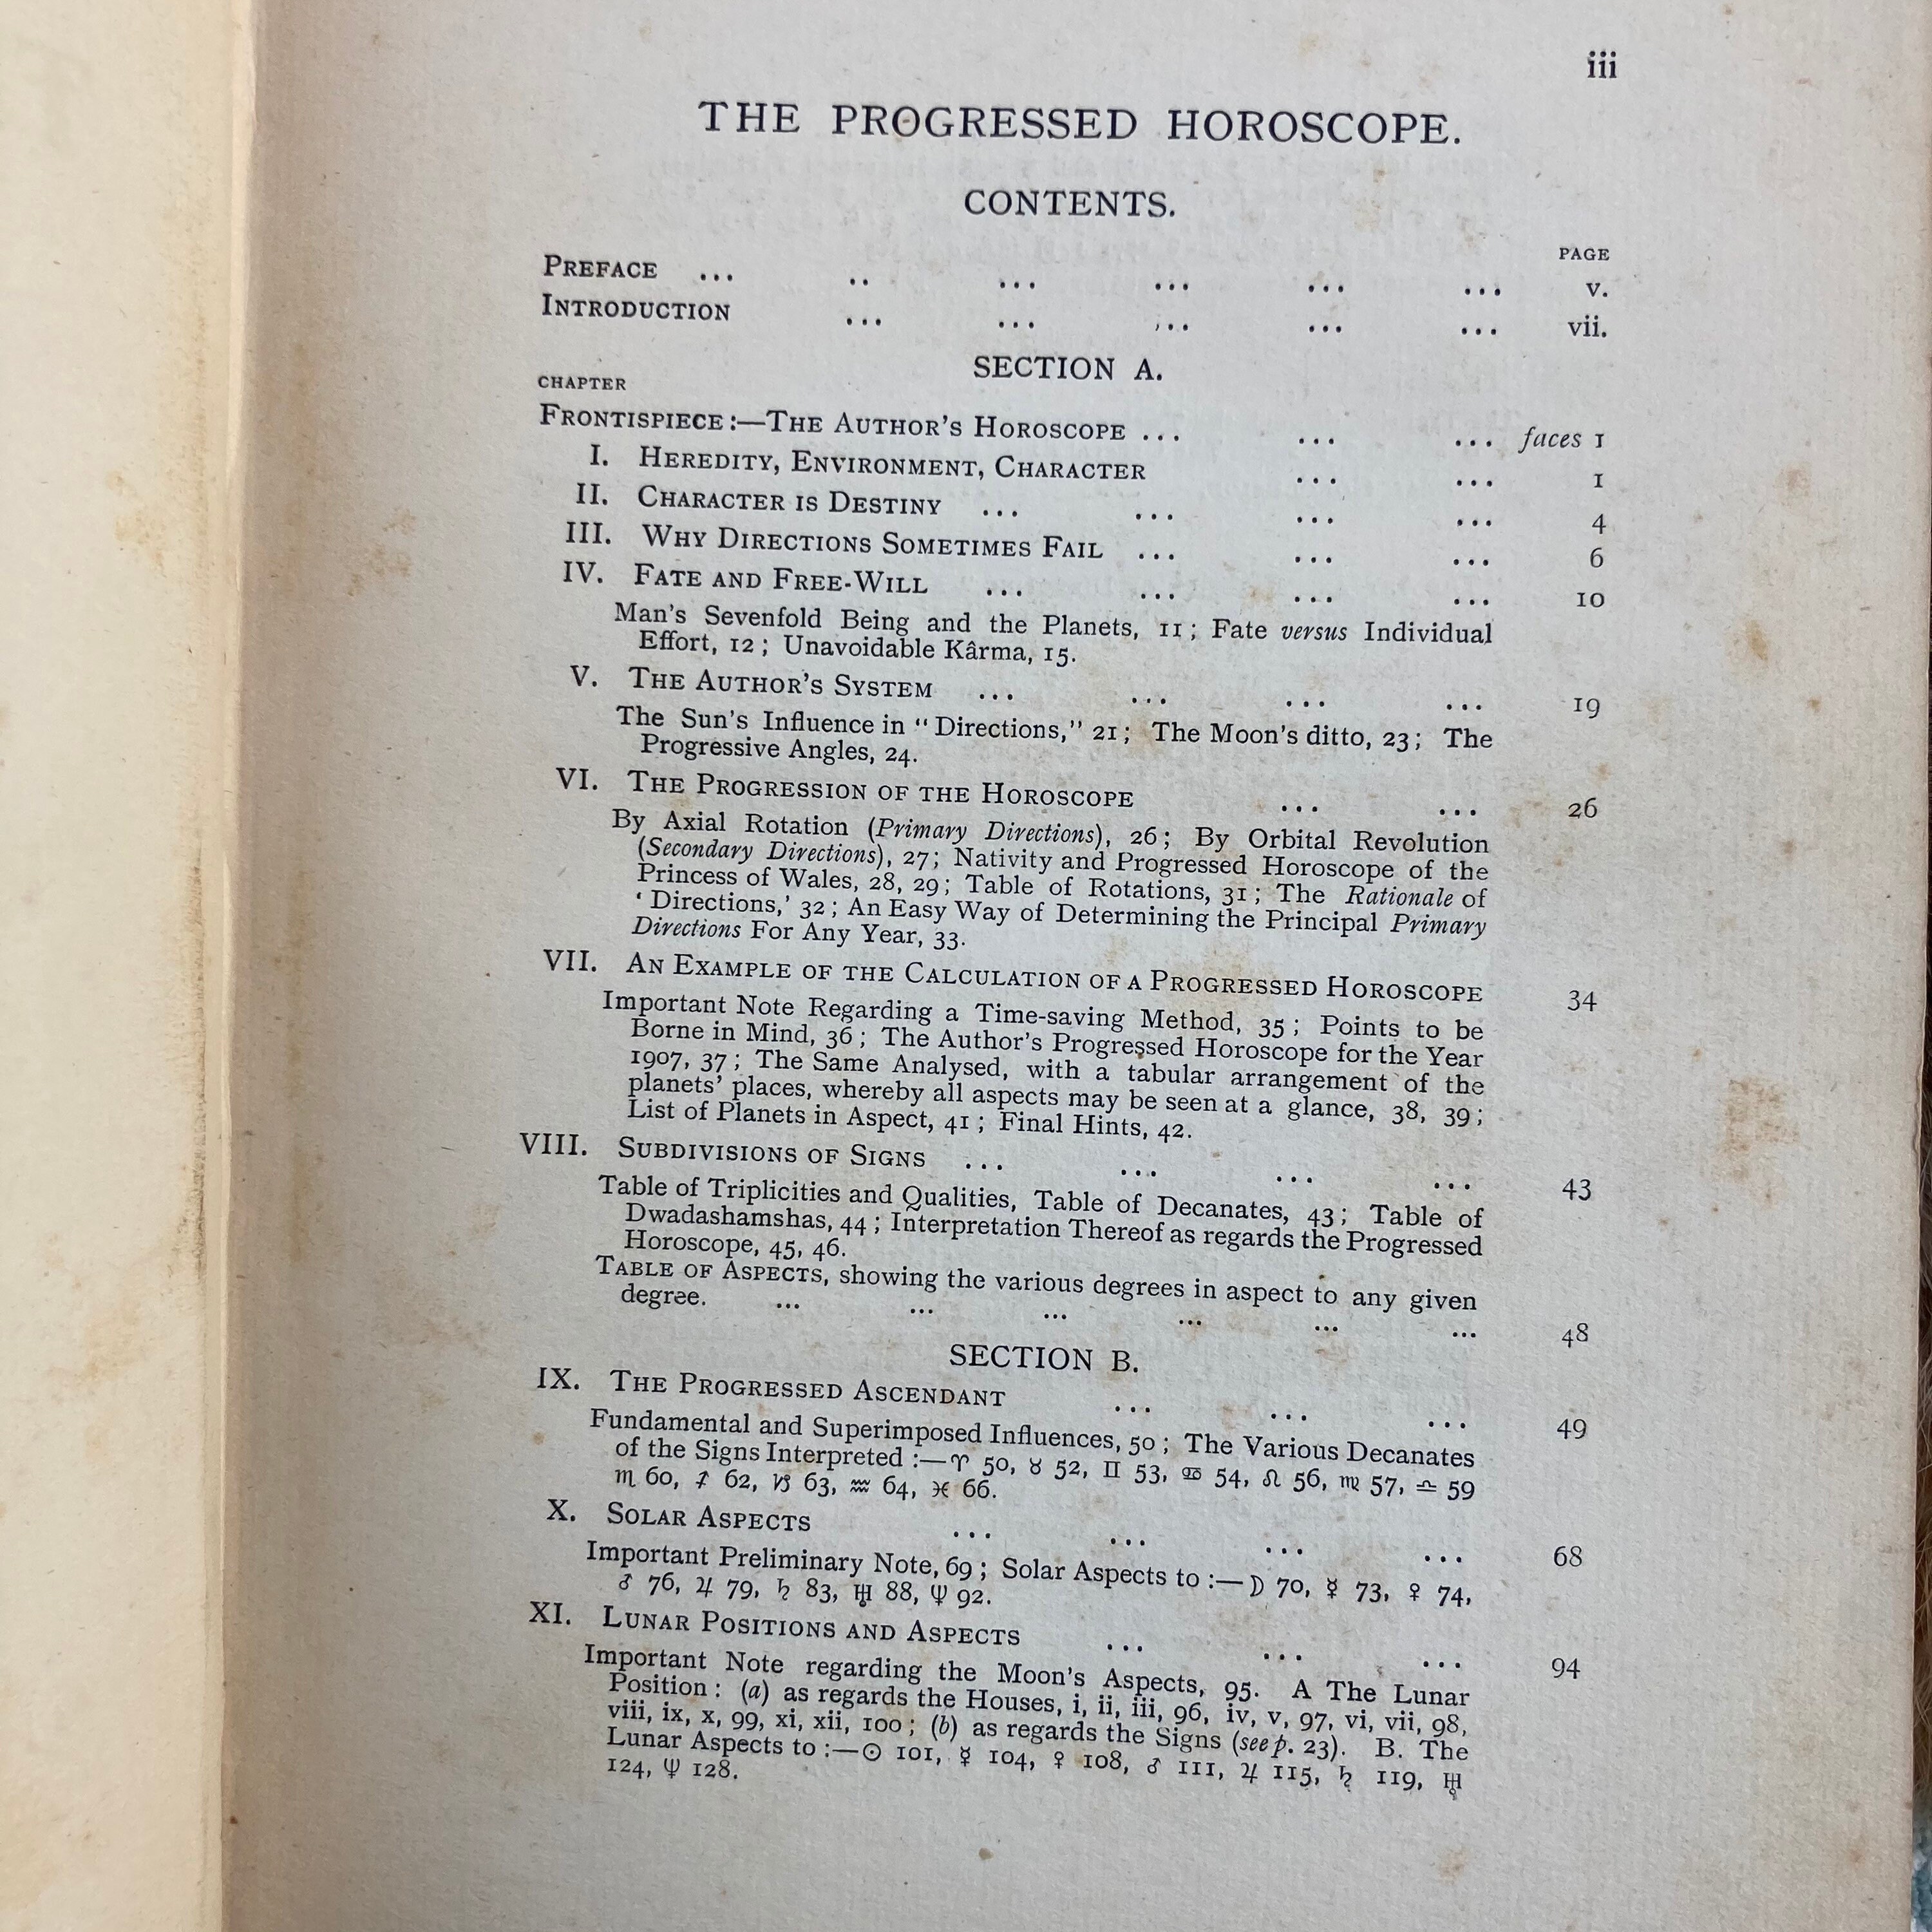 iii
THE PROGRESSED HOROSCOPE.
CONTENTS.
PAGE
PREFACE ... .. ... ... ... ... v.
INTRODUCTION ... ... ... ... ... vii.
SECTION A.
CHAPTER
FRONTISPIECE:—THE AUTHOR'S HOROSCOPE ... ... ... faces 1
I. HEREDITY, ENVIRONMENT, CHARACTER ... ... 1
II. CHARACTER IS DESTINY ... ... ... ... 4
III. WHY DIRECTIONS SOMETIMES FAIL ... ... ... 6
IV. FATE AND FREE-WILL ... ... ... ... 10
Man's Sevenfold Being and the Planets, 11; Fate versus Individual
Effort, 12; Unavoidable Kârma, 15.
V. THE AUTHOR'S SYSTEM ... ... ... ... 19
The Sun's Influence in "Directions," 21; The Moon's ditto, 23; The
Progressive Angles, 24.
VI. THE PROGRESSION OF THE HOROSCOPE ... ... 26
By Axial Rotation (Primary Directions), 26; By Orbital Revolution
(Secondary Directions), 27; Nativity and Progressed Horoscope of the
Princess of Wales, 28, 29; Table of Rotations, 31; The Rationale of
'Directions,' 32; An Easy Way of Determining the Principal Primary
Directions For Any Year, 33.
VII. AN EXAMPLE OF THE CALCULATION OF A PROGRESSED HOROSCOPE 34
Important Note Regarding a Time-saving Method, 35; Points to be
Borne in Mind, 36; The Author's Progressed Horoscope for the Year
1907, 37; The Same Analysed, with a tabular arrangement of the
planets' places, whereby all aspects may be seen at a glance, 38, 39;
List of Planets in Aspect, 41; Final Hints, 42.
VIII. SUBDIVISIONS OF SIGNS ... ... ... ... 43
Table of Triplicities and Qualities, Table of Decanates, 43; Table of
Dwadashamshas, 44; Interpretation Thereof as regards the Progressed
Horoscope, 45, 46.
TABLE OF ASPECTS, showing the various degrees in aspect to any given
degree. ... ... ... ... ... ... 48
SECTION B.
IX. THE PROGRESSED ASCENDANT ... ... ... 49
Fundamental and Superimposed Influences, 50; The Various Decanates
of the Signs Interpreted:—♈ 50, ♉ 52, ♊ 53, ♋ 54, ♌ 56, ♍ 57, ♎ 59
♏ 60, ♐ 62, ♑ 63, ♒ 64, ♓ 66.
X. SOLAR ASPECTS ... ... ... ... 68
Important Preliminary Note, 69; Solar Aspects to:—☽ 70, ☿ 73, ♀ 74,
♂ 76, ♃ 79, ♄ 83, ♅ 88, ♆ 92.
XI. LUNAR POSITIONS AND ASPECTS ... ... ... 94
Important Note regarding the Moon's Aspects, 95. A The Lunar
Position: (a) as regards the Houses, i, ii, iii, 96, iv, v, 97, vi, vii, 98,
viii, ix, x, 99, xi, xii, 100; (b) as regards the Signs (see p. 23). B. The
Lunar Aspects to:—☉ 101, ☿ 104, ♀ 108, ♂ 111, ♃ 115, ♄ 119, ♅
124, ♆ 128.